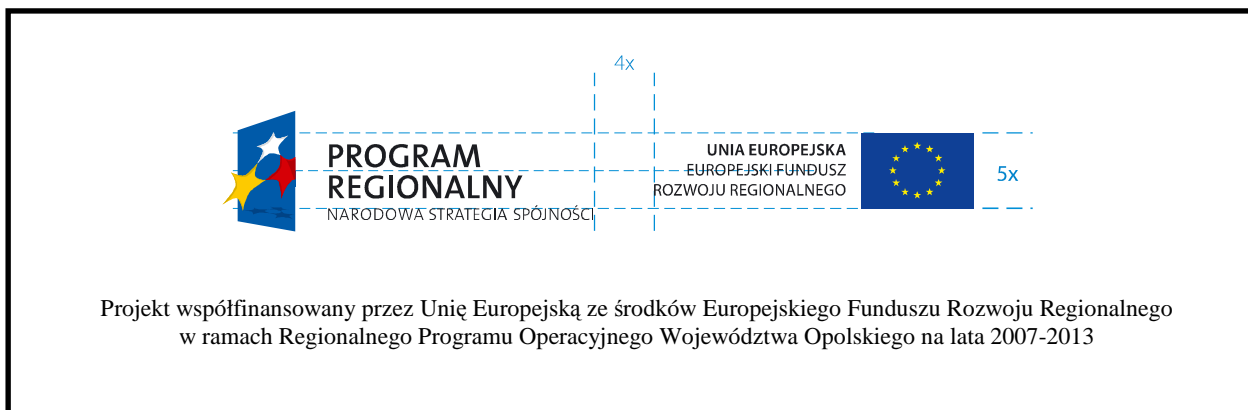 4x
PROGRAM
REGIONALNY
NARODOWA STRATEGIA SPÓJNOŚCI
UNIA EUROPEJSKA
EUROPEJSKI FUNDUSZ
ROZWOJU REGIONALNEGO
5x
Projekt współfinansowany przez Unię Europejską ze środków Europejskiego Funduszu Rozwoju Regionalnego
w ramach Regionalnego Programu Operacyjnego Województwa Opolskiego na lata 2007-2013